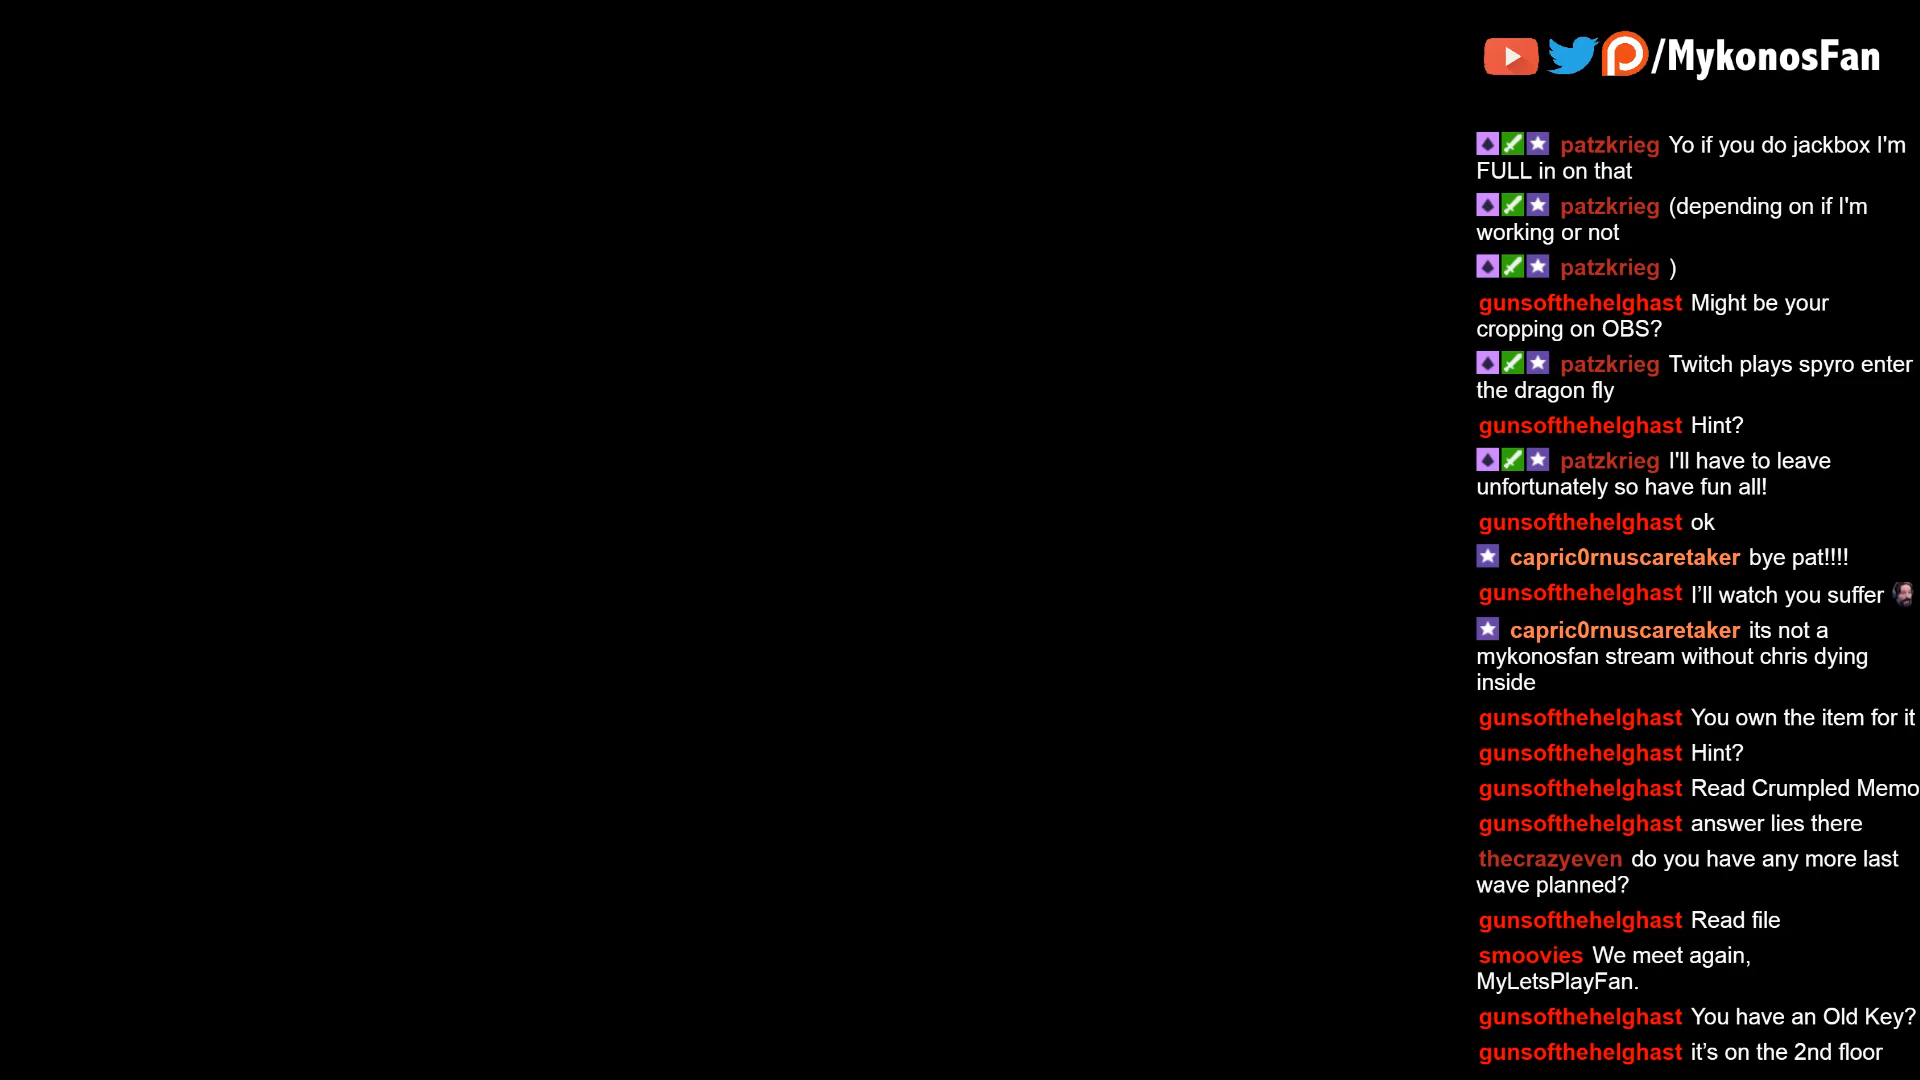 /MykonosFan
patzkrieg Yo if you do jackbox I'm
FULL in on that
patzkrieg (depending on if I'm
working or not
patzkrieg )
gunsofthehelghast Might be your
cropping on OBS?
patzkrieg Twitch plays spyro enter
the dragon fly
gunsofthehelghast Hint?
patzkrieg I'll have to leave
unfortunately so have fun all!
gunsofthehelghast ok
capric0rnuscaretaker bye pat!!!!
gunsofthehelghast I’ll watch you suffer
capric0rnuscaretaker its not a
mykonosfan stream without chris dying
inside
gunsofthehelghast You own the item for it
gunsofthehelghast Hint?
gunsofthehelghast Read Crumpled Memo
gunsofthehelghast answer lies there
thecrazyeven do you have any more last
wave planned?
gunsofthehelghast Read file
smoovies We meet again,
MyLetsPlayFan.
gunsofthehelghast You have an Old Key?
gunsofthehelghast it’s on the 2nd floor